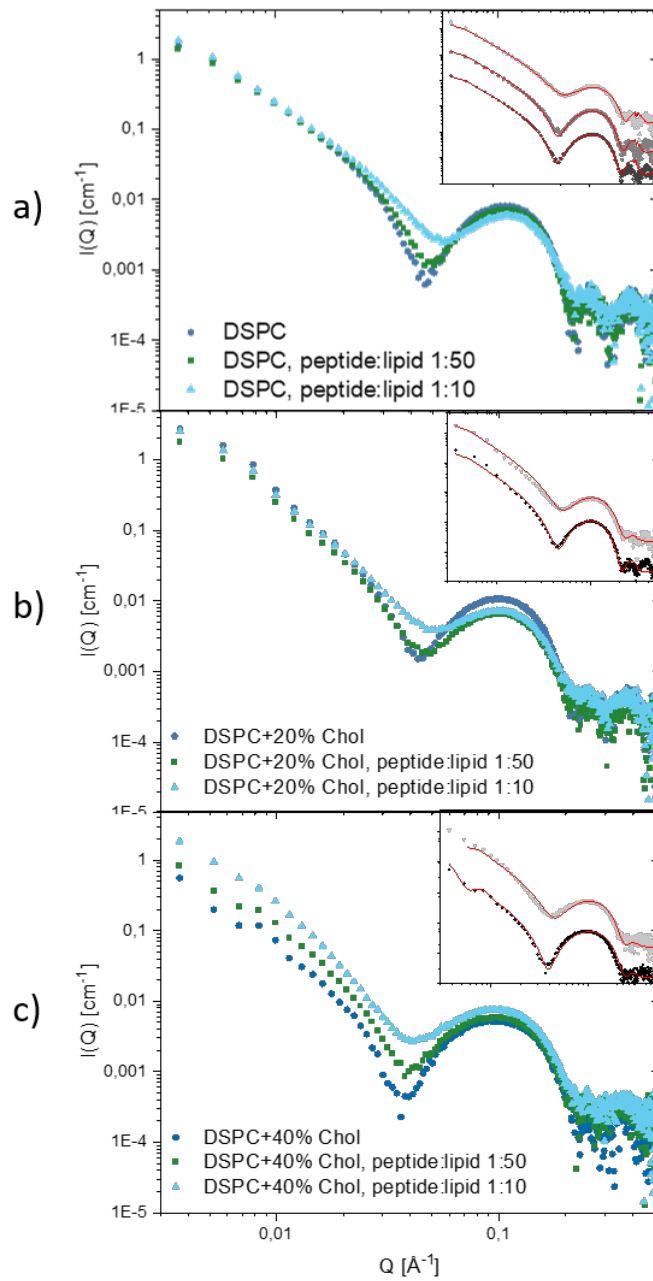 a)
I(Q) [cm⁻¹]
1
0,1
0,01
0,001
1E-4
1E-5
DSPC
DSPC, peptide:lipid 1:50
DSPC, peptide:lipid 1:10
b)
I(Q) [cm⁻¹]
1
0,1
0,01
0,001
1E-4
1E-5
DSPC+20% Chol
DSPC+20% Chol, peptide:lipid 1:50
DSPC+20% Chol, peptide:lipid 1:10
c)
I(Q) [cm⁻¹]
1
0,1
0,01
0,001
1E-4
1E-5
DSPC+40% Chol
DSPC+40% Chol, peptide:lipid 1:50
DSPC+40% Chol, peptide:lipid 1:10
0,01 0,1
Q [Å⁻¹]